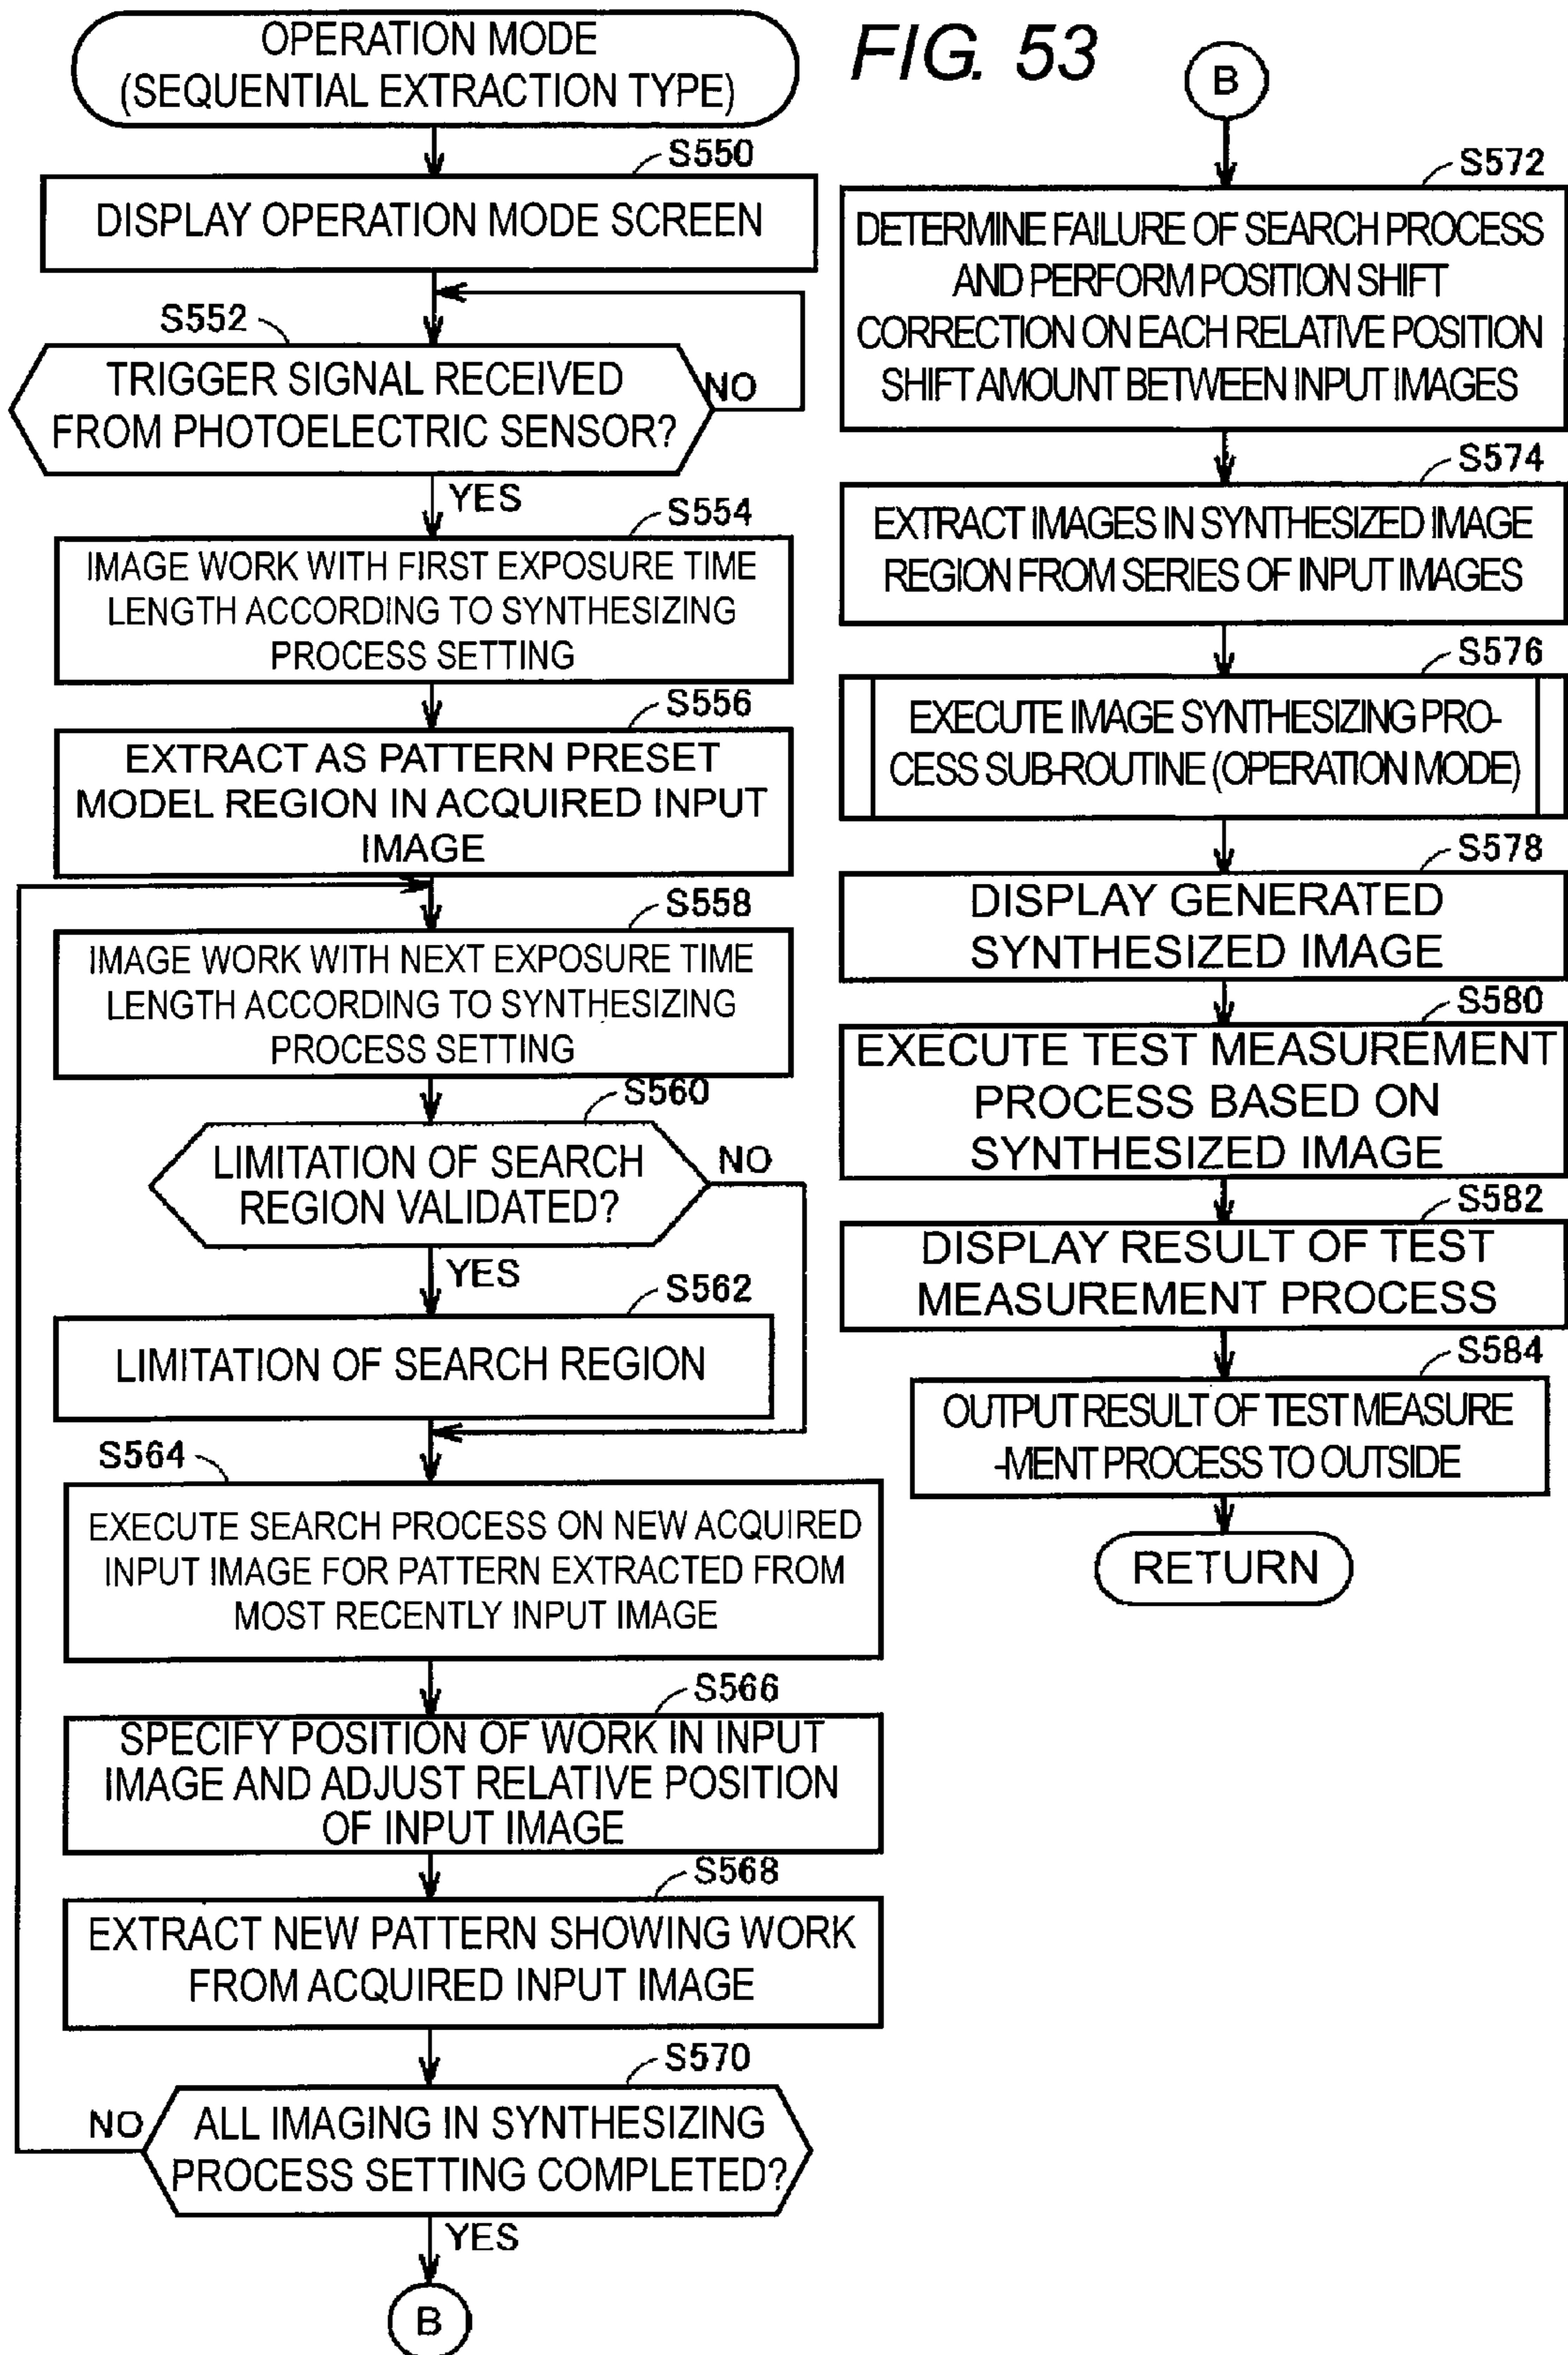 FIG. 53
OPERATION MODE
(SEQUENTIAL EXTRACTION TYPE)
S550
DISPLAY OPERATION MODE SCREEN
S552
TRIGGER SIGNAL RECEIVED
FROM PHOTOELECTRIC SENSOR?
NO
YES
S554
IMAGE WORK WITH FIRST EXPOSURE TIME
LENGTH ACCORDING TO SYNTHESIZING
PROCESS SETTING
S556
EXTRACT AS PATTERN PRESET
MODEL REGION IN ACQUIRED INPUT
IMAGE
S558
IMAGE WORK WITH NEXT EXPOSURE TIME
LENGTH ACCORDING TO SYNTHESIZING
PROCESS SETTING
S560
LIMITATION OF SEARCH
REGION VALIDATED?
NO
YES
S562
LIMITATION OF SEARCH REGION
S564
EXECUTE SEARCH PROCESS ON NEW ACQUIRED
INPUT IMAGE FOR PATTERN EXTRACTED FROM
MOST RECENTLY INPUT IMAGE
S566
SPECIFY POSITION OF WORK IN INPUT
IMAGE AND ADJUST RELATIVE POSITION
OF INPUT IMAGE
S568
EXTRACT NEW PATTERN SHOWING WORK
FROM ACQUIRED INPUT IMAGE
S570
ALL IMAGING IN SYNTHESIZING
PROCESS SETTING COMPLETED?
NO
YES
B
B
S572
DETERMINE FAILURE OF SEARCH PROCESS
AND PERFORM POSITION SHIFT
CORRECTION ON EACH RELATIVE POSITION
SHIFT AMOUNT BETWEEN INPUT IMAGES
S574
EXTRACT IMAGES IN SYNTHESIZED IMAGE
REGION FROM SERIES OF INPUT IMAGES
S576
EXECUTE IMAGE SYNTHESIZING PRO-
CESS SUB-ROUTINE (OPERATION MODE)
S578
DISPLAY GENERATED
SYNTHESIZED IMAGE
S580
EXECUTE TEST MEASUREMENT
PROCESS BASED ON
SYNTHESIZED IMAGE
S582
DISPLAY RESULT OF TEST
MEASUREMENT PROCESS
S584
OUTPUT RESULT OF TEST MEASURE
-MENT PROCESS TO OUTSIDE
RETURN